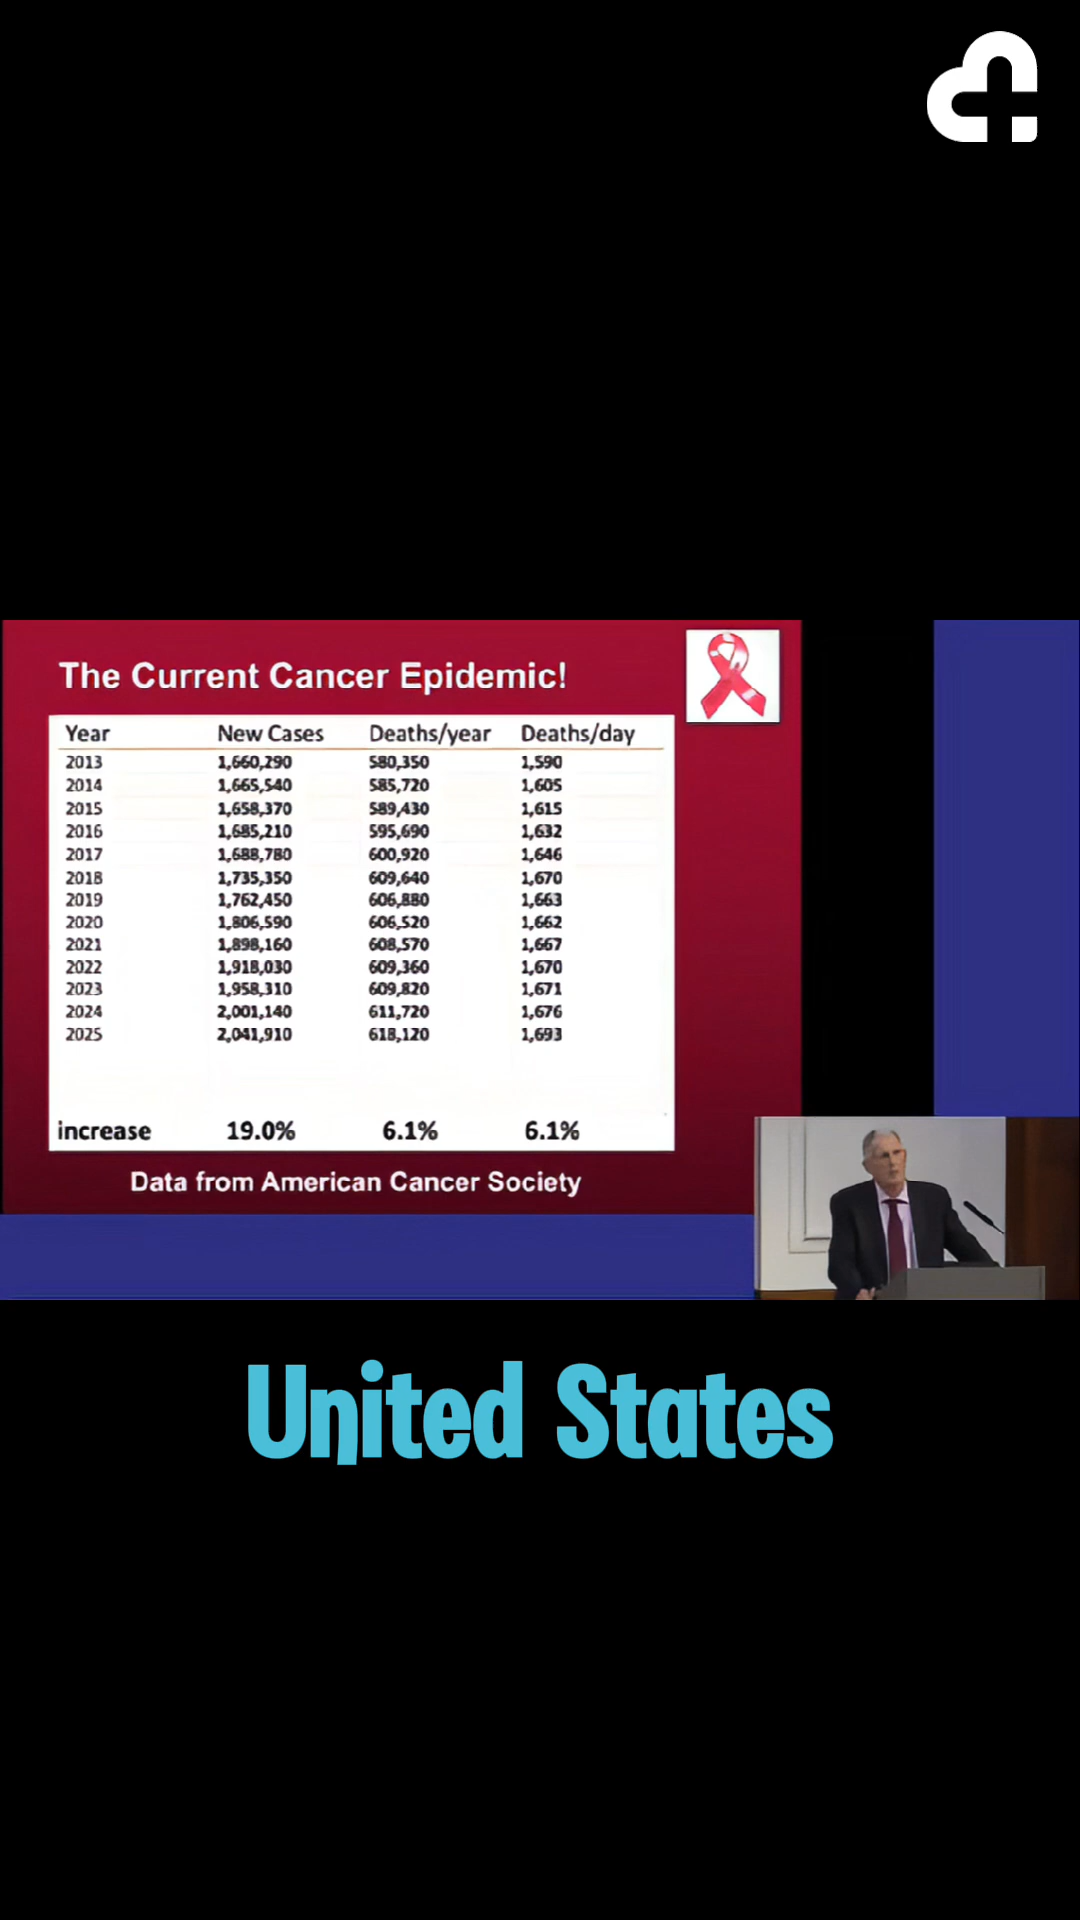 The Current Cancer Epidemic!
Year New Cases Deaths/year Deaths/day
2013 1,660,290 580,350 1,590
2014 1,665,540 585,720 1,605
2015 1,658,370 589,430 1,615
2016 1,685,210 595,690 1,632
2017 1,688,780 600,920 1,646
2018 1,735,350 609,640 1,670
2019 1,762,450 606,880 1,663
2020 1,806,590 606,520 1,662
2021 1,898,160 608,570 1,667
2022 1,918,030 609,360 1,670
2023 1,958,310 609,820 1,671
2024 2,001,140 611,720 1,676
2025 2,041,910 618,120 1,693
increase 19.0% 6.1% 6.1%
Data from American Cancer Society
United States